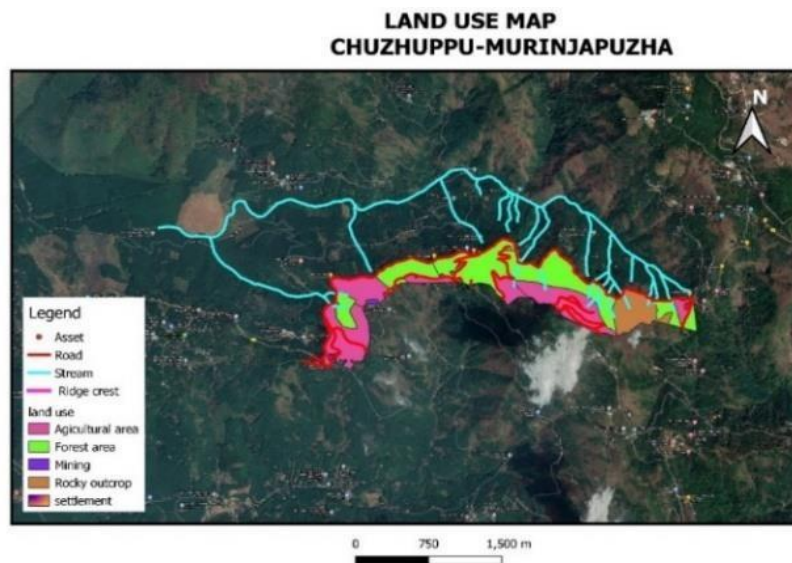 LAND USE MAP
CHUZHUPPU-MURINJAPUZHA
N
Legend
Asset
Road
Stream
Ridge crest
land use
Agicultural area
Forest area
Mining
Rocky outcrop
settlement
0 750 1,500 m